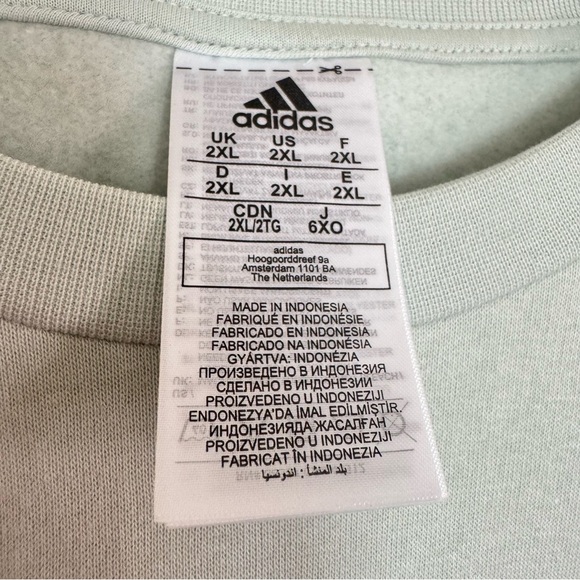 adidas
UK US F
2XL 2XL 2XL
D I E
2XL 2XL 2XL
CDN J
2XL/2TG 6XO
adidas
Hoogoorddreef 9a
Amsterdam 1101 BA
The Netherlands
MADE IN INDONESIA
FABRIQUÉ EN INDONÉSIE
FABRICADO EN INDONESIA
FABRICADO NA INDONÉSIA
GYÁRTVA: INDONÉZIA
ПРОИЗВЕДЕНО В ИНДОНЕЗИЯ
СДЕЛАНО В ИНДОНЕЗИИ
PROIZVEDENO U INDONEZIJI
ENDONEZYA'DA İMAL EDİLMİŞTİR.
ИНДОНЕЗИЯДА ЖАСАЛҒАН
PROIZVEDENO U INDONEZIJI
FABRICAT ÎN INDONEZIA
بلد المنشأ : اندونسيا